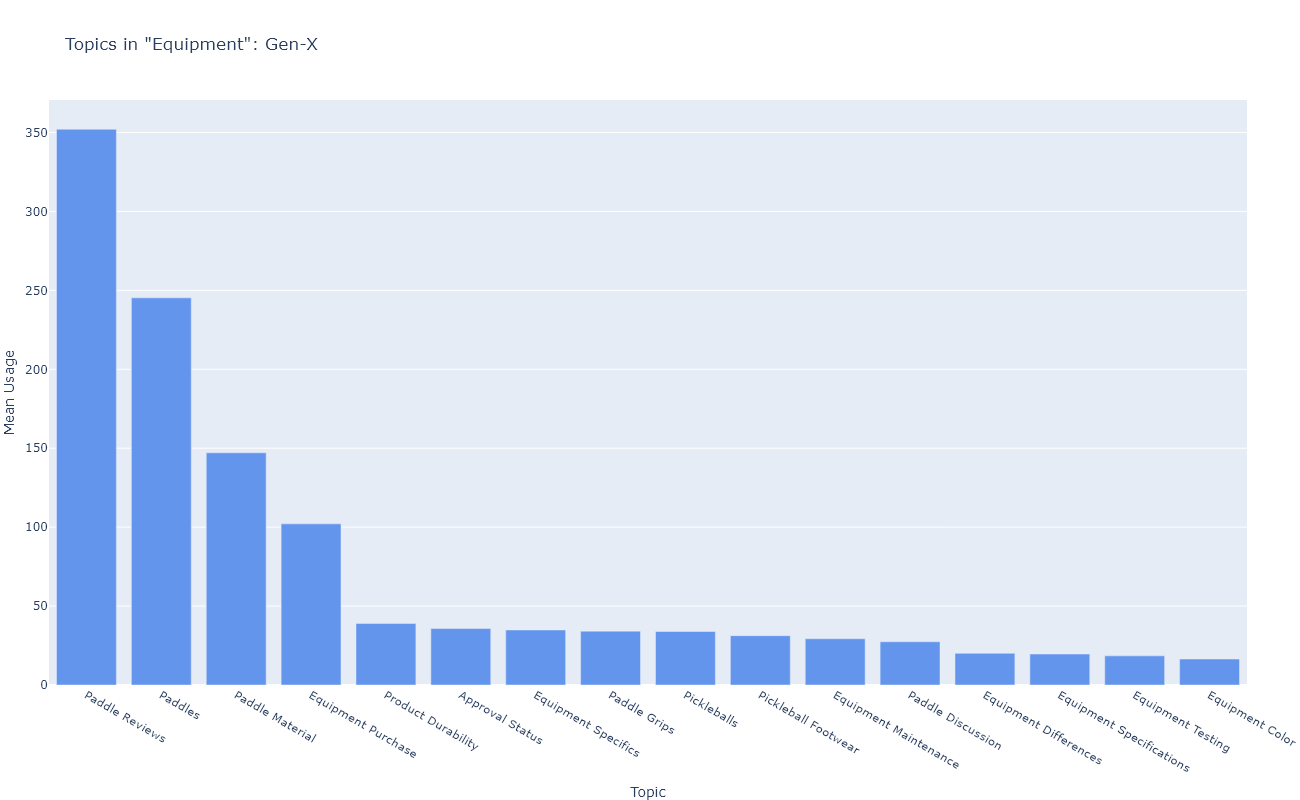 Topics in "Equipment": Gen-X
Mean Usage
350
300
250
200
150
100
50
0
Paddle Reviews
Paddles
Paddle Material
Equipment Purchase
Product Durability
Approval Status
Equipment Specifics
Paddle Grips
Pickleballs
Pickleball Footwear
Equipment Maintenance
Paddle Discussion
Equipment Differences
Equipment Specifications
Equipment Testing
Equipment Color
Topic